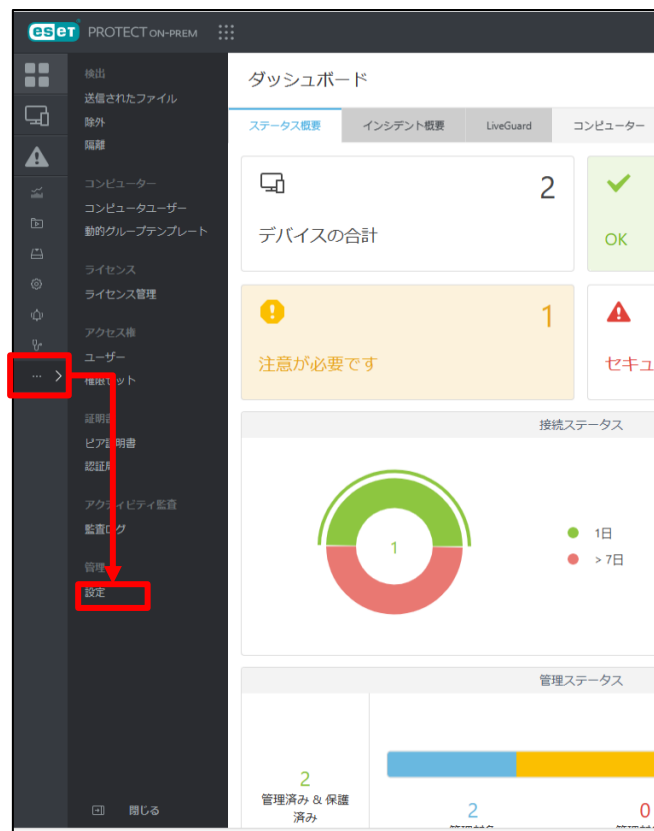 eseT PROTECT ON-PREM
検出
送信されたファイル
除外
隔離
コンピューター
コンピュータユーザー
動的グループテンプレート
ライセンス
ライセンス管理
アクセス権
ユーザー
権限セット
証明書
ピア証明書
認証局
アクティビティ監査
監査ログ
管理
設定
閉じる
ダッシュボード
ステータス概要
インシデント概要
LiveGuard
コンピューター
2
デバイスの合計
OK
1
注意が必要です
セキュ
接続ステータス
1
1日
> 7日
管理ステータス
2
管理済み & 保護
済み
2
0